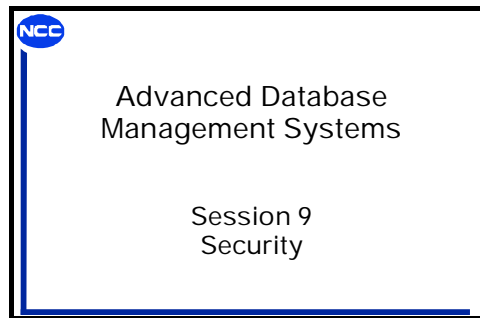 NCC
Advanced Database
Management Systems
Session 9
Security